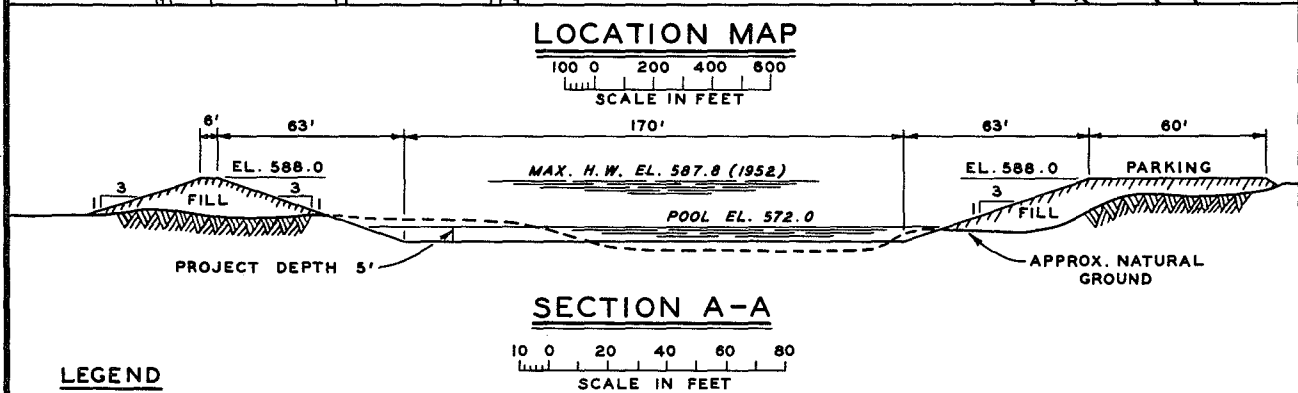 LOCATION MAP
100 0 200 400 600
SCALE IN FEET
6' 63' 170' 63' 60'
EL. 588.0 MAX. H.W. EL. 587.8 (1952) EL. 588.0 PARKING
3 3 3
1 FILL 1 POOL EL. 572.0 1 FILL
PROJECT DEPTH 5' APPROX. NATURAL
GROUND
SECTION A-A
10 0 20 40 60 80
SCALE IN FEET
LEGEND